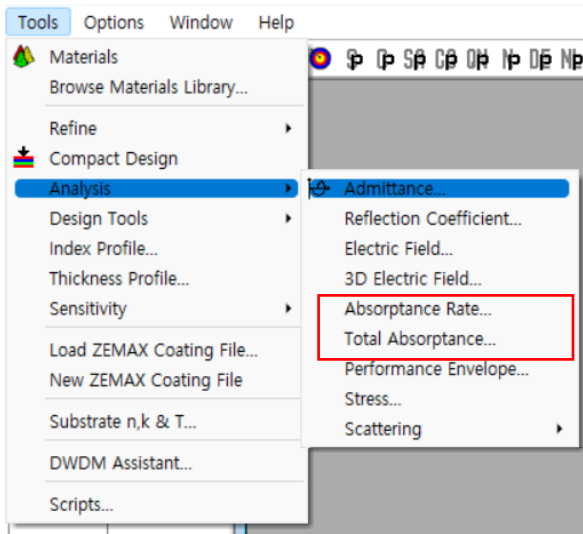 Tools Options Window Help
Materials
Browse Materials Library...
Refine
Compact Design
Analysis
Design Tools
Index Profile...
Thickness Profile...
Sensitivity
Load ZEMAX Coating File...
New ZEMAX Coating File
Substrate n,k & T...
DWDM Assistant...
Scripts...
Admittance...
Reflection Coefficient...
Electric Field...
3D Electric Field...
Absorptance Rate...
Total Absorptance...
Performance Envelope...
Stress...
Scattering